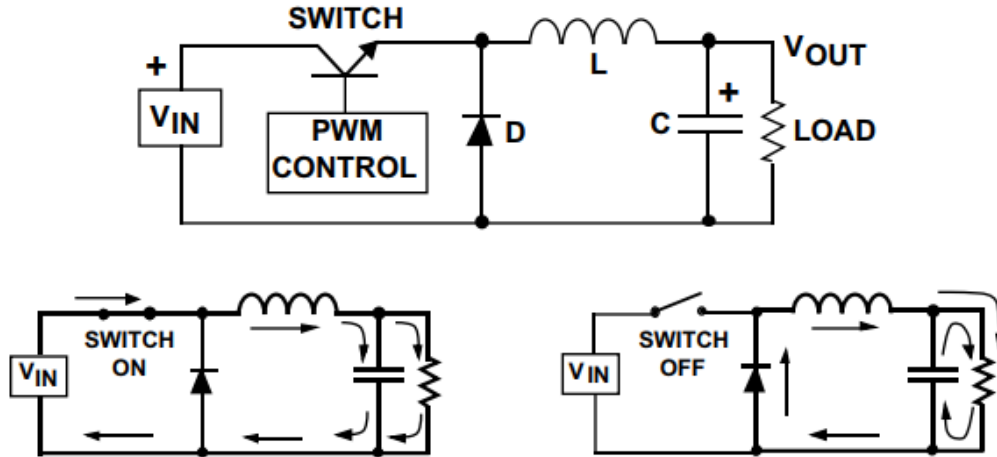 SWITCH
+
VIN
PWM
CONTROL
D
L
C
+
VOUT
LOAD
SWITCH
ON
VIN
SWITCH
OFF
VIN